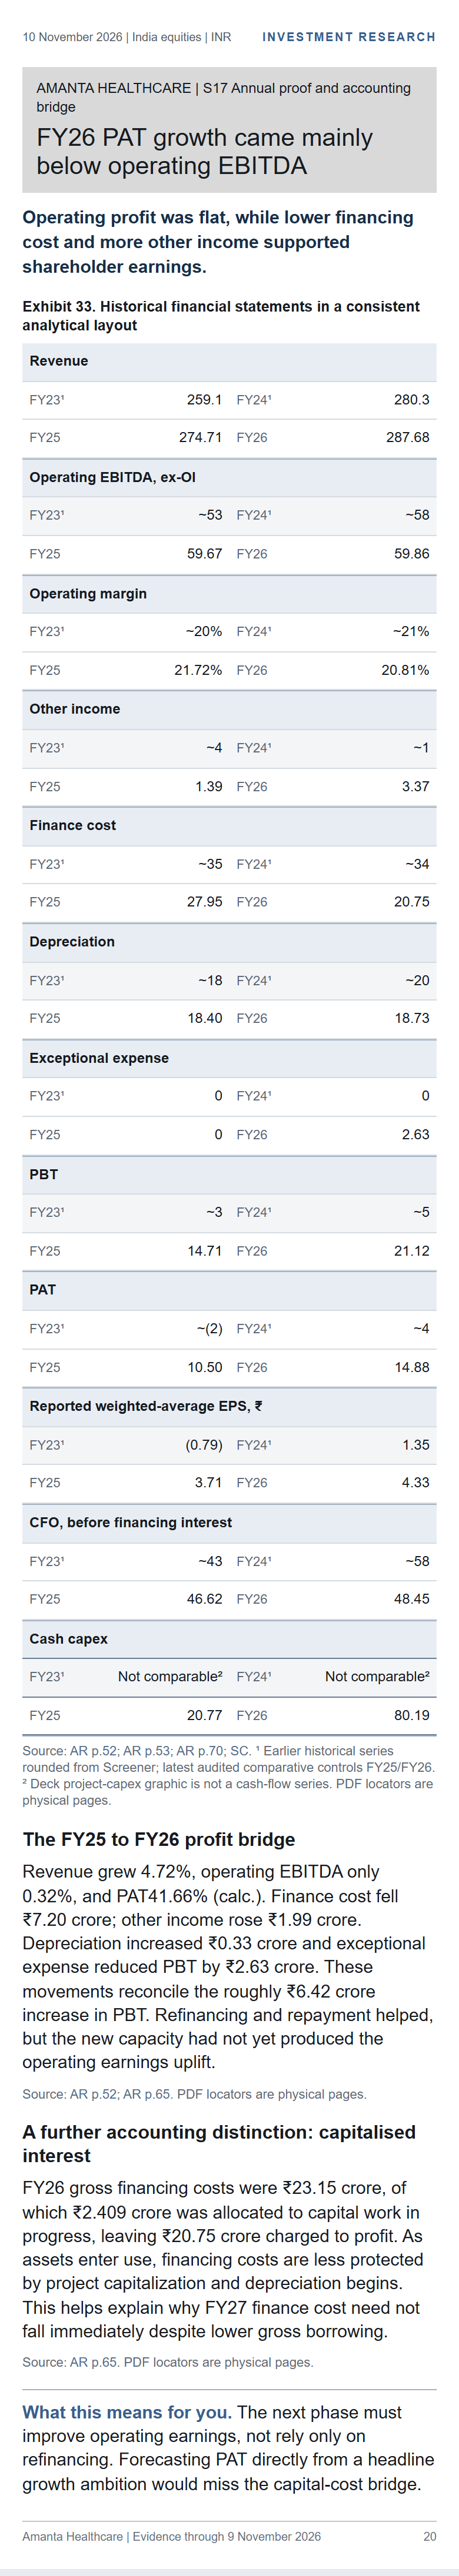 10 November 2026 | India equities | INR INVESTMENT RESEARCH
AMANTA HEALTHCARE | S17 Annual proof and accounting
bridge
FY26 PAT growth came mainly
below operating EBITDA
Operating profit was flat, while lower financing
cost and more other income supported
shareholder earnings.
Exhibit 33. Historical financial statements in a consistent
analytical layout
Revenue
FY23¹ 259.1 FY24¹ 280.3
FY25 274.71 FY26 287.68
Operating EBITDA, ex-OI
FY23¹ ~53 FY24¹ ~58
FY25 59.67 FY26 59.86
Operating margin
FY23¹ ~20% FY24¹ ~21%
FY25 21.72% FY26 20.81%
Other income
FY23¹ ~4 FY24¹ ~1
FY25 1.39 FY26 3.37
Finance cost
FY23¹ ~35 FY24¹ ~34
FY25 27.95 FY26 20.75
Depreciation
FY23¹ ~18 FY24¹ ~20
FY25 18.40 FY26 18.73
Exceptional expense
FY23¹ 0 FY24¹ 0
FY25 0 FY26 2.63
PBT
FY23¹ ~3 FY24¹ ~5
FY25 14.71 FY26 21.12
PAT
FY23¹ ~(2) FY24¹ ~4
FY25 10.50 FY26 14.88
Reported weighted-average EPS, ₹
FY23¹ (0.79) FY24¹ 1.35
FY25 3.71 FY26 4.33
CFO, before financing interest
FY23¹ ~43 FY24¹ ~58
FY25 46.62 FY26 48.45
Cash capex
FY23¹ Not comparable² FY24¹ Not comparable²
FY25 20.77 FY26 80.19
Source: AR p.52; AR p.53; AR p.70; SC. ¹ Earlier historical series
rounded from Screener; latest audited comparative controls FY25/FY26.
² Deck project-capex graphic is not a cash-flow series. PDF locators are
physical pages.
The FY25 to FY26 profit bridge
Revenue grew 4.72%, operating EBITDA only
0.32%, and PAT41.66% (calc.). Finance cost fell
₹7.20 crore; other income rose ₹1.99 crore.
Depreciation increased ₹0.33 crore and exceptional
expense reduced PBT by ₹2.63 crore. These
movements reconcile the roughly ₹6.42 crore
increase in PBT. Refinancing and repayment helped,
but the new capacity had not yet produced the
operating earnings uplift.
Source: AR p.52; AR p.65. PDF locators are physical pages.
A further accounting distinction: capitalised
interest
FY26 gross financing costs were ₹23.15 crore, of
which ₹2.409 crore was allocated to capital work in
progress, leaving ₹20.75 crore charged to profit. As
assets enter use, financing costs are less protected
by project capitalization and depreciation begins.
This helps explain why FY27 finance cost need not
fall immediately despite lower gross borrowing.
Source: AR p.65. PDF locators are physical pages.
What this means for you. The next phase must
improve operating earnings, not rely only on
refinancing. Forecasting PAT directly from a headline
growth ambition would miss the capital-cost bridge.
Amanta Healthcare | Evidence through 9 November 2026 20